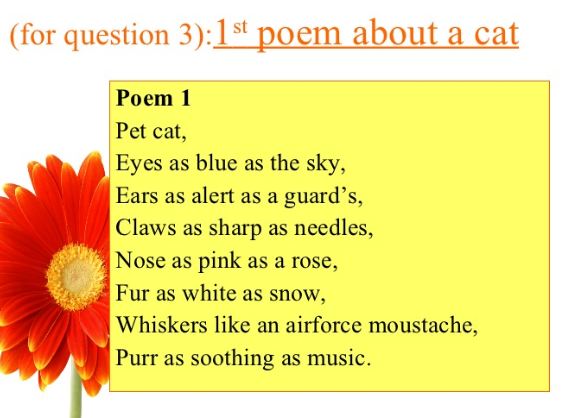 (for question 3):1st poem about a cat
Poem 1
Pet cat,
Eyes as blue as the sky,
Ears as alert as a guard’s,
Claws as sharp as needles,
Nose as pink as a rose,
Fur as white as snow,
Whiskers like an airforce moustache,
Purr as soothing as music.